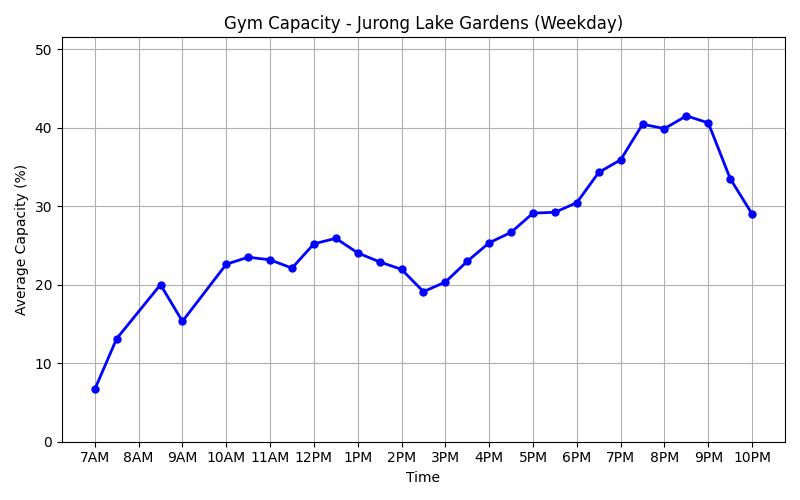 Gym Capacity - Jurong Lake Gardens (Weekday)
Average Capacity (%)
50
40
30
20
10
0
7AM 8AM 9AM 10AM 11AM 12PM 1PM 2PM 3PM 4PM 5PM 6PM 7PM 8PM 9PM 10PM
Time